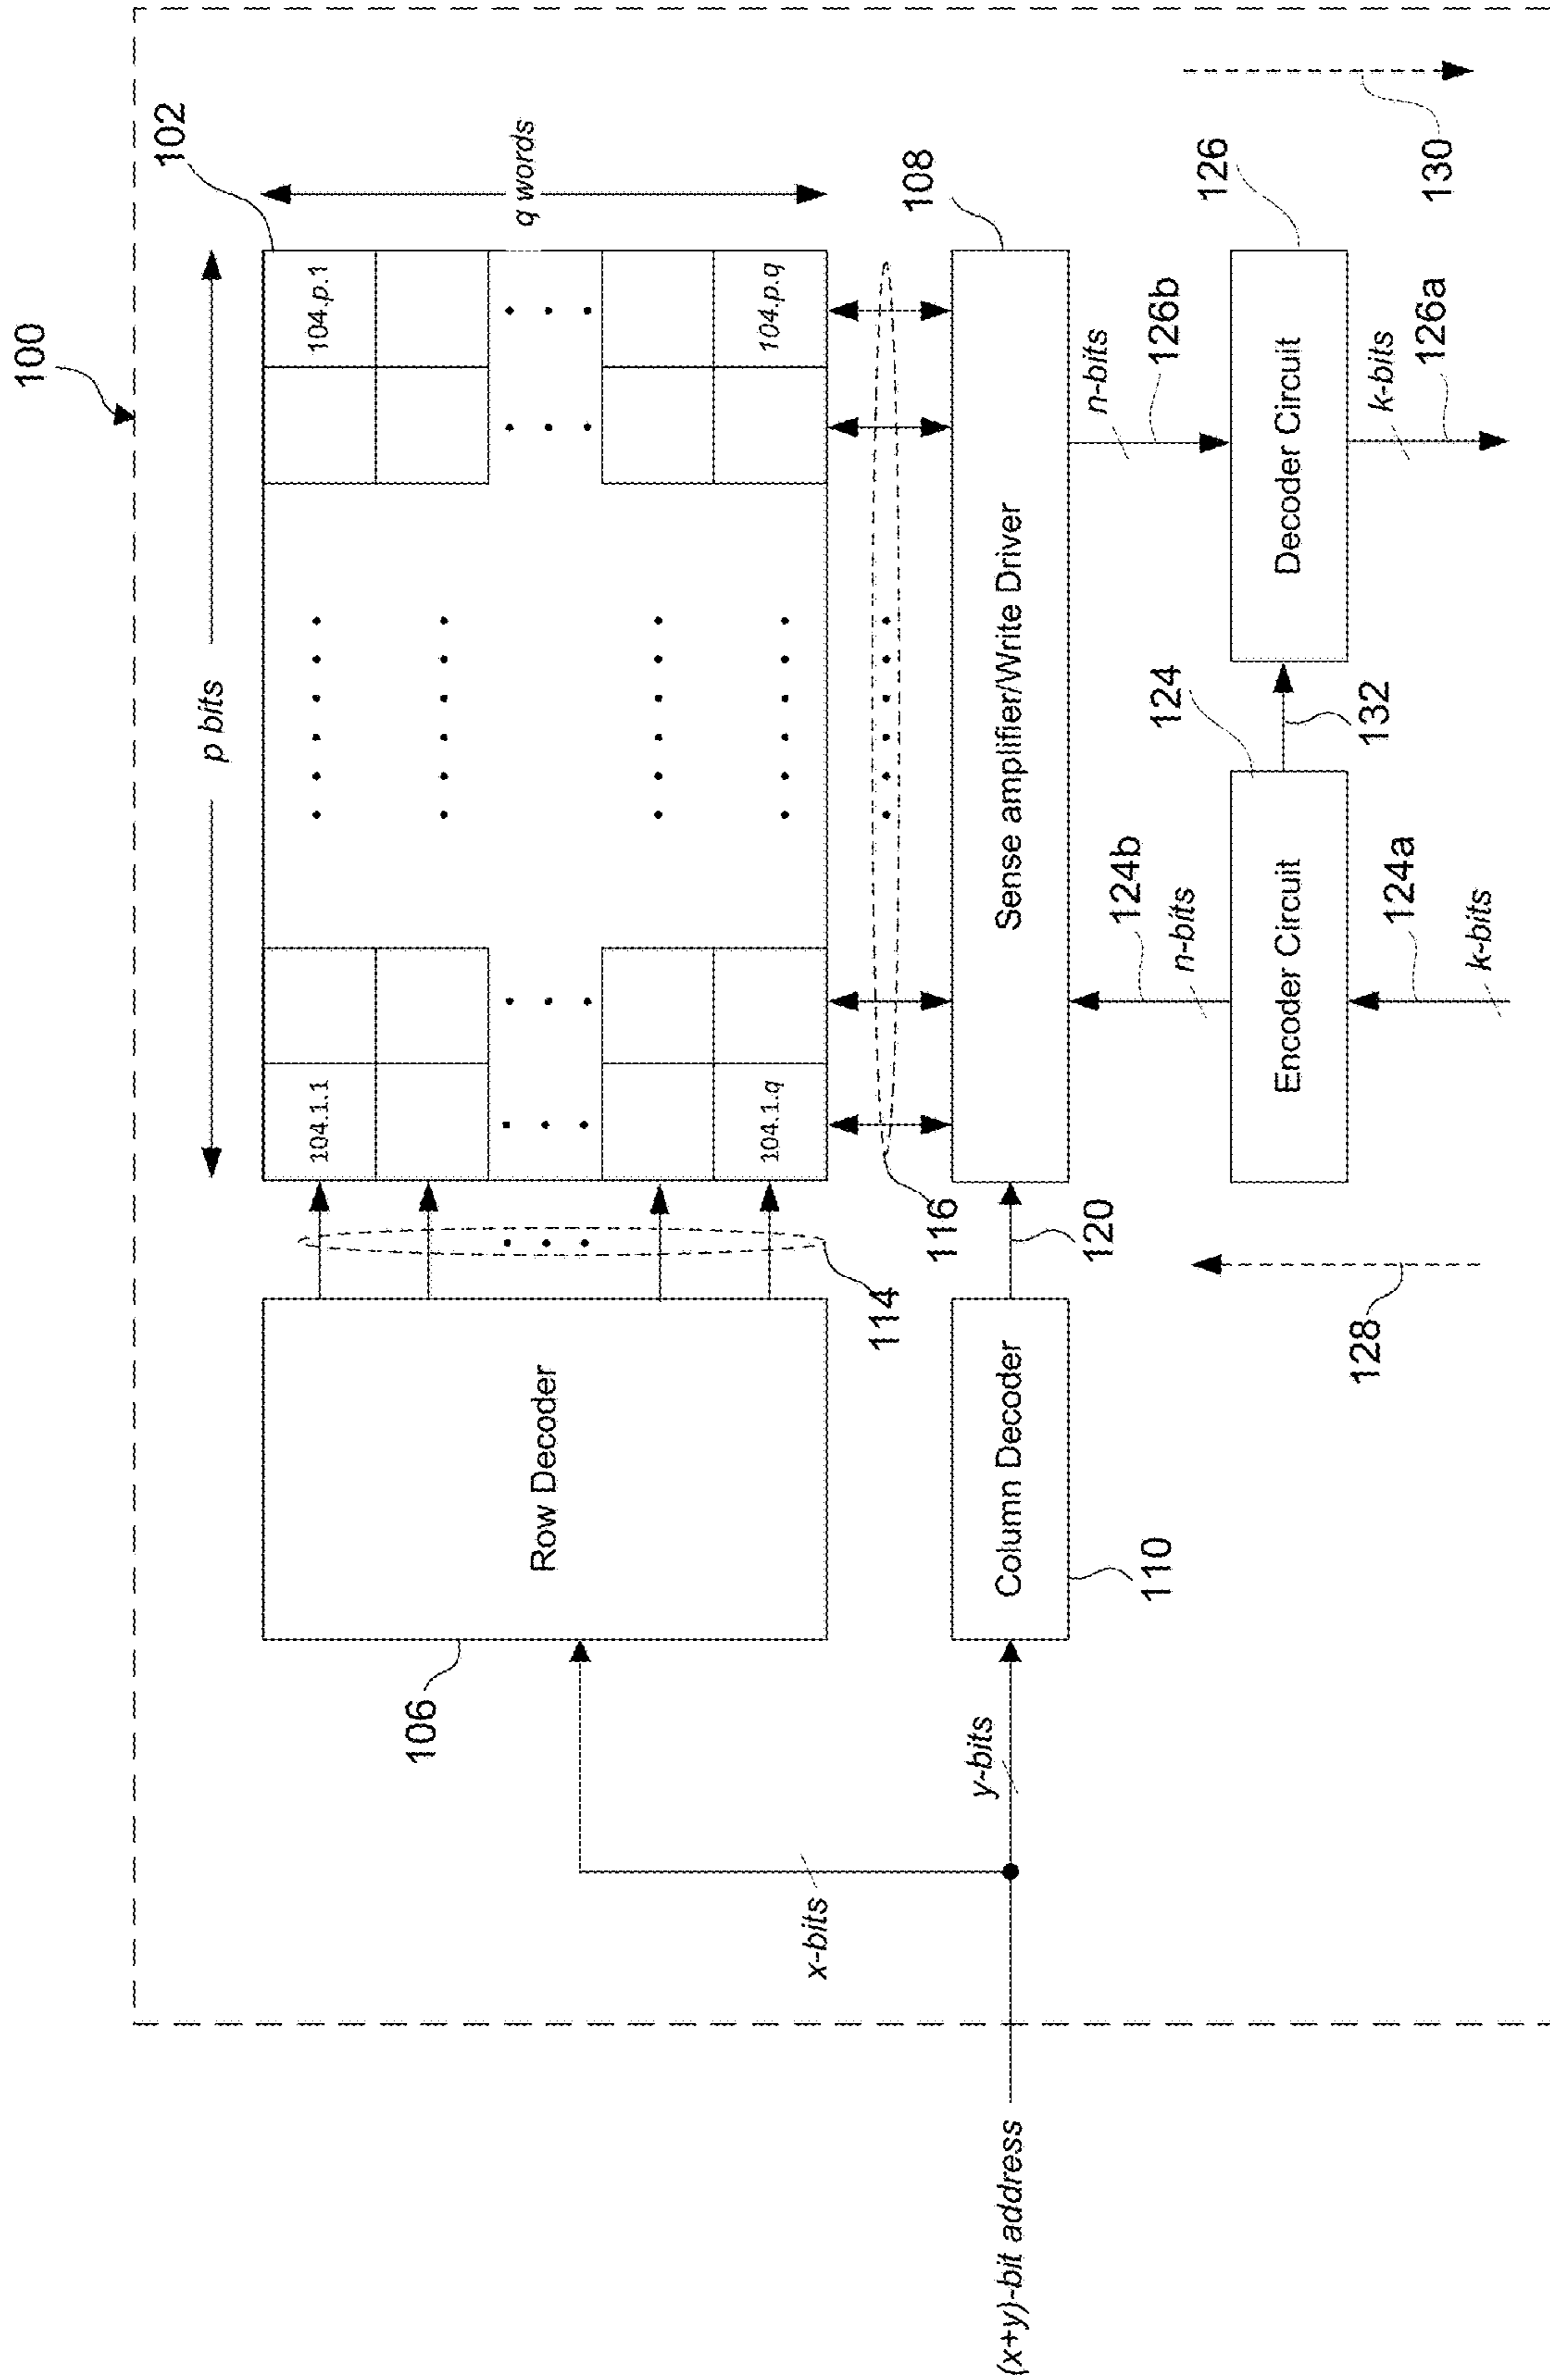 100
p bits
102
104.1.1
104.p.1
q words
104.1.q
104.p.q
Row Decoder
106
114
116
108
x-bits
(x+y)-bit address
y-bits
Column Decoder
110
120
Sense amplifier/Write Driver
124b
n-bits
n-bits
126b
124
126
Encoder Circuit
132
Decoder Circuit
128
124a
k-bits
k-bits
126a
130